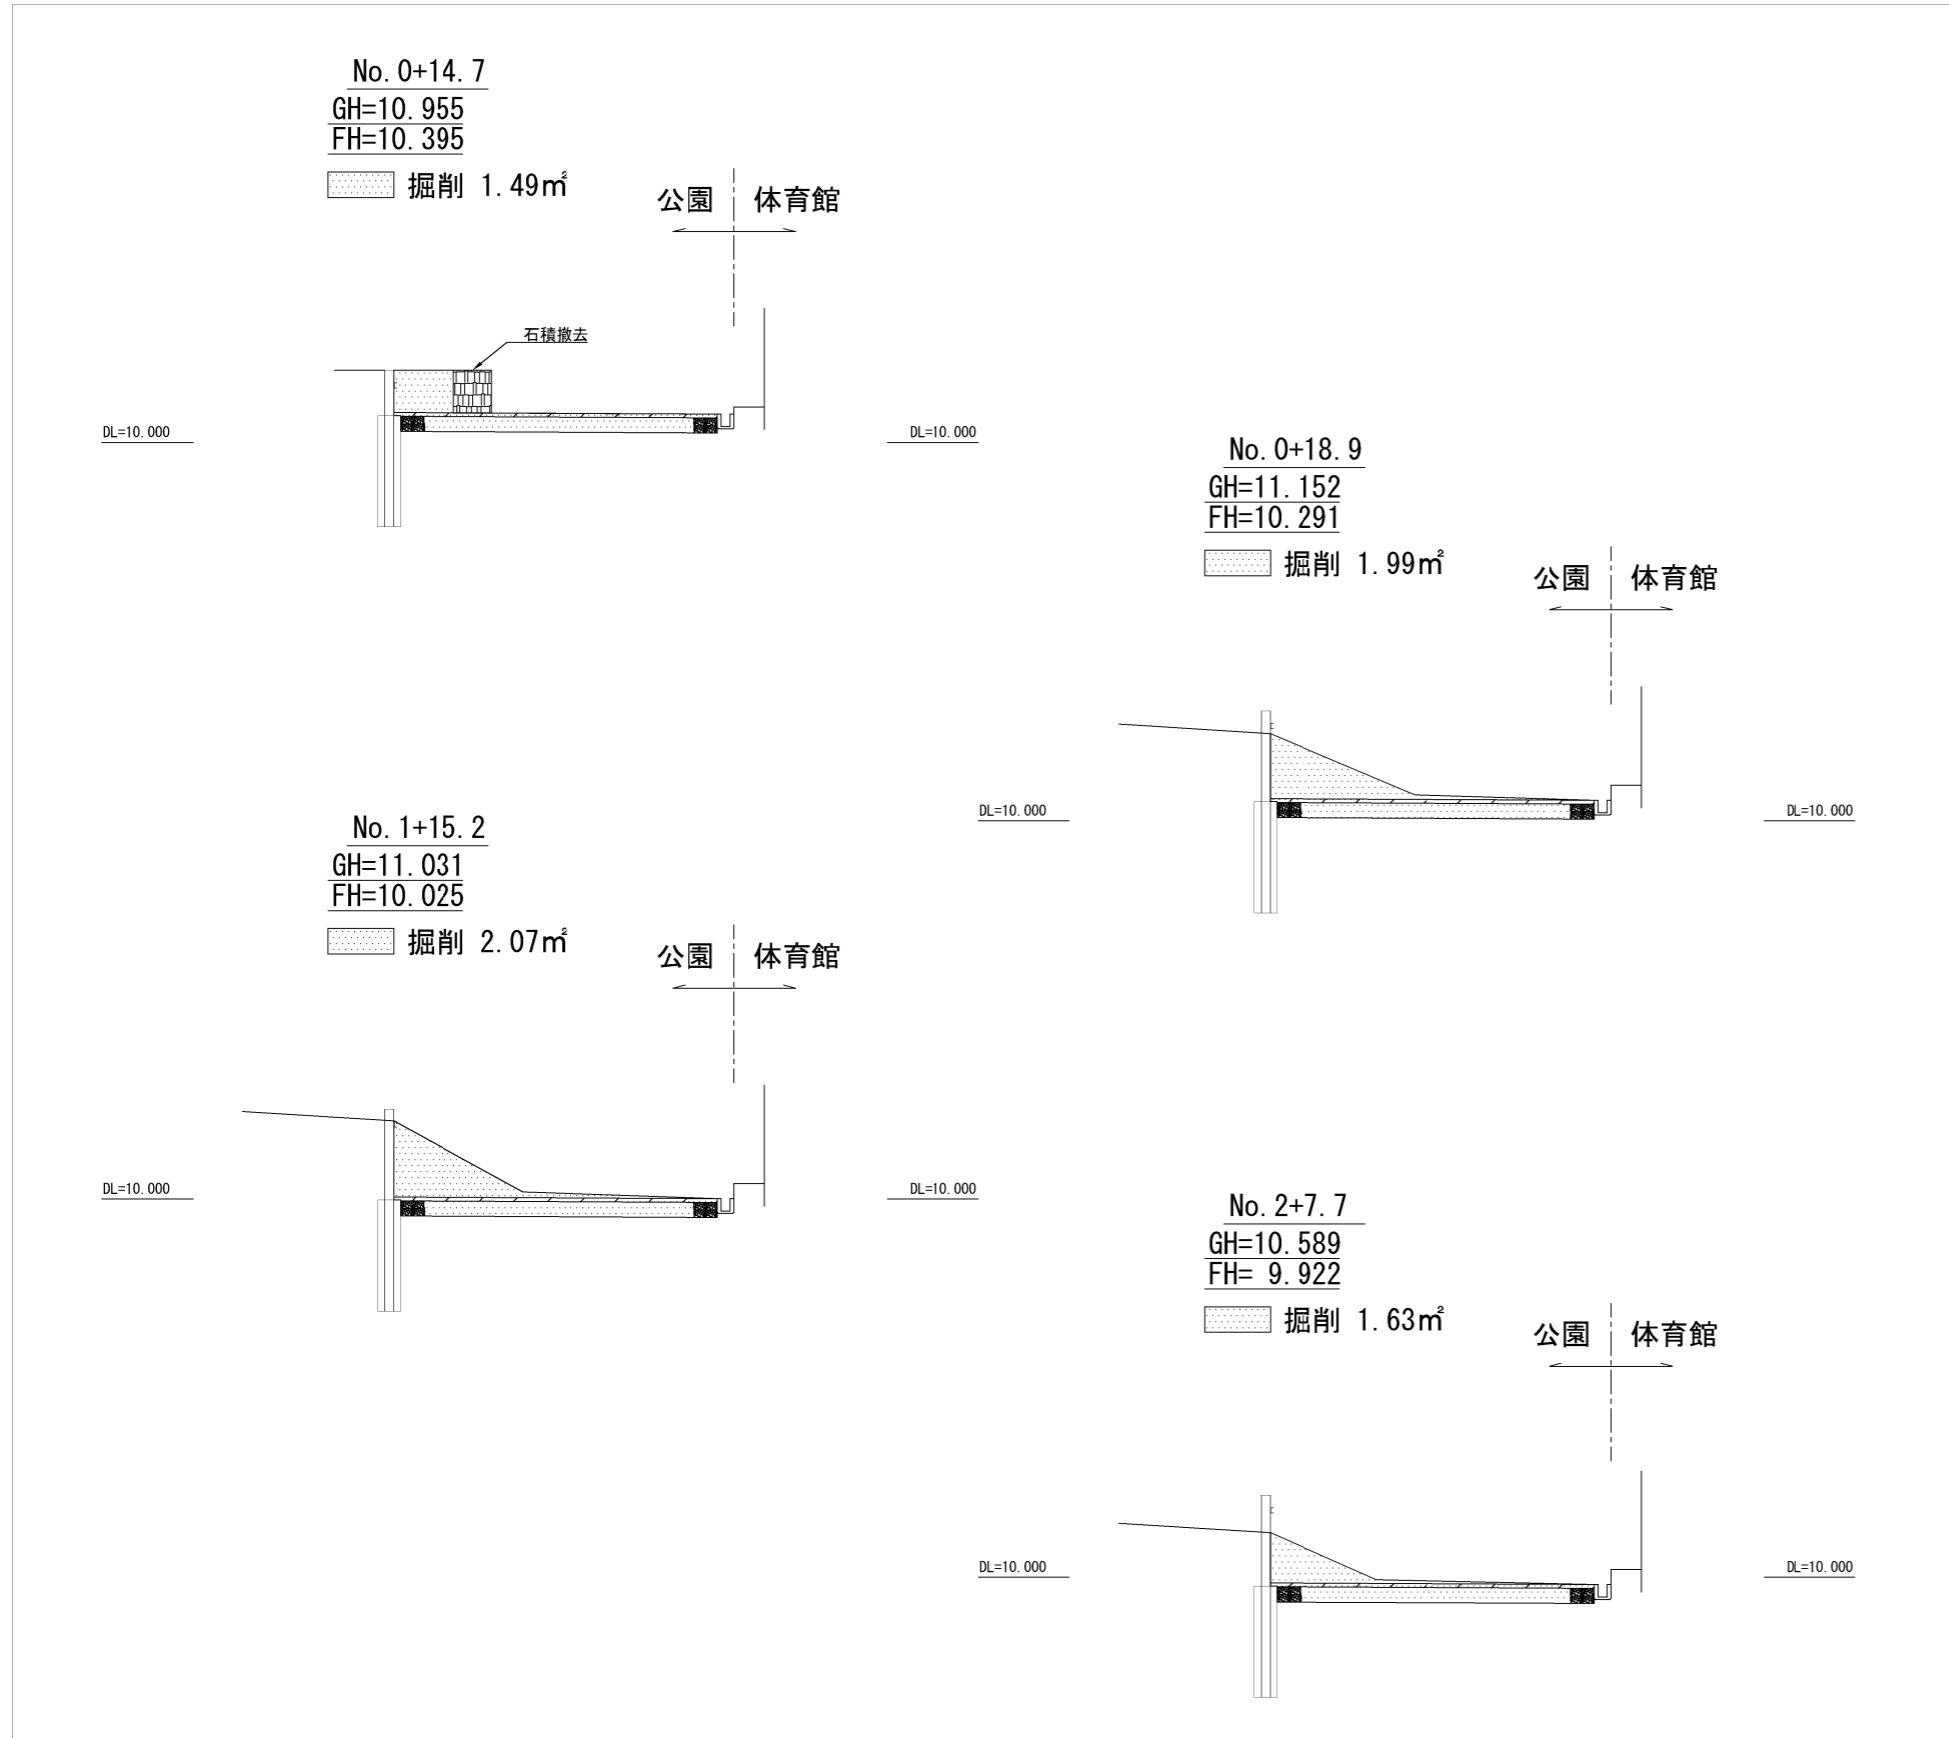 No.0+14.7
GH=10.955
FH=10.395
掘削 1.49㎡
公園 体育館
石積撤去
DL=10.000
DL=10.000
No.0+18.9
GH=11.152
FH=10.291
掘削 1.99㎡
公園 体育館
DL=10.000
DL=10.000
No.1+15.2
GH=11.031
FH=10.025
掘削 2.07㎡
公園 体育館
DL=10.000
DL=10.000
No.2+7.7
GH=10.589
FH= 9.922
掘削 1.63㎡
公園 体育館
DL=10.000
DL=10.000